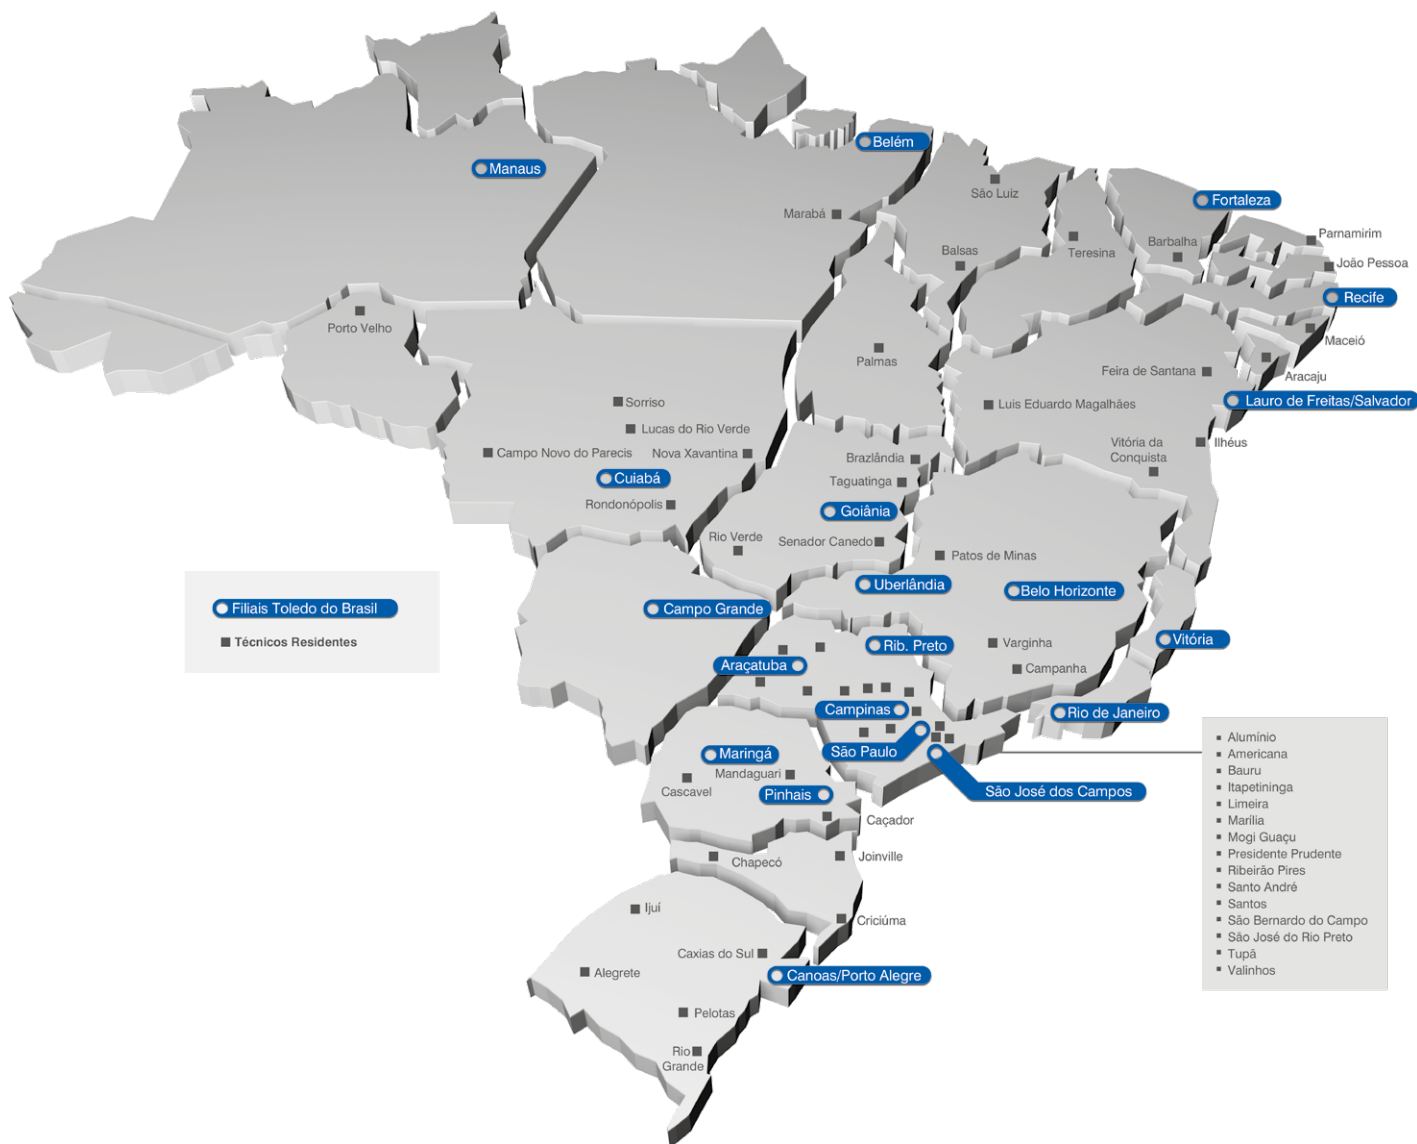 Belém
Manaus
São Luiz
Fortaleza
Marabá
Parnamirim
Barbalha
Teresina
Balsas
João Pessoa
Recife
Porto Velho
Maceió
Palmas
Feira de Santana
Aracaju
Sorriso
Luis Eduardo Magalhães
Lauro de Freitas/Salvador
Lucas do Rio Verde
Vitória da
Conquista
Ilhéus
Campo Novo do Parecis
Nova Xavantina
Brazlândia
Cuiabá
Taguatinga
Rondonópolis
Goiânia
Rio Verde
Senador Canedo
Patos de Minas
Uberlândia
Belo Horizonte
Filiais Toledo do Brasil
Campo Grande
Técnicos Residentes
Rib. Preto
Varginha
Vitória
Araçatuba
Campanha
Campinas
Rio de Janeiro
São Paulo
Maringá
Mandaguari
Cascavel
Pinhais
São José dos Campos
Caçador
Chapecó
Joinville
Ijuí
Criciúma
Caxias do Sul
Alegrete
Canoas/Porto Alegre
Pelotas
Rio
Grande
Alumínio
Americana
Bauru
Itapetininga
Limeira
Marília
Mogi Guaçu
Presidente Prudente
Ribeirão Pires
Santo André
Santos
São Bernardo do Campo
São José do Rio Preto
Tupã
Valinhos